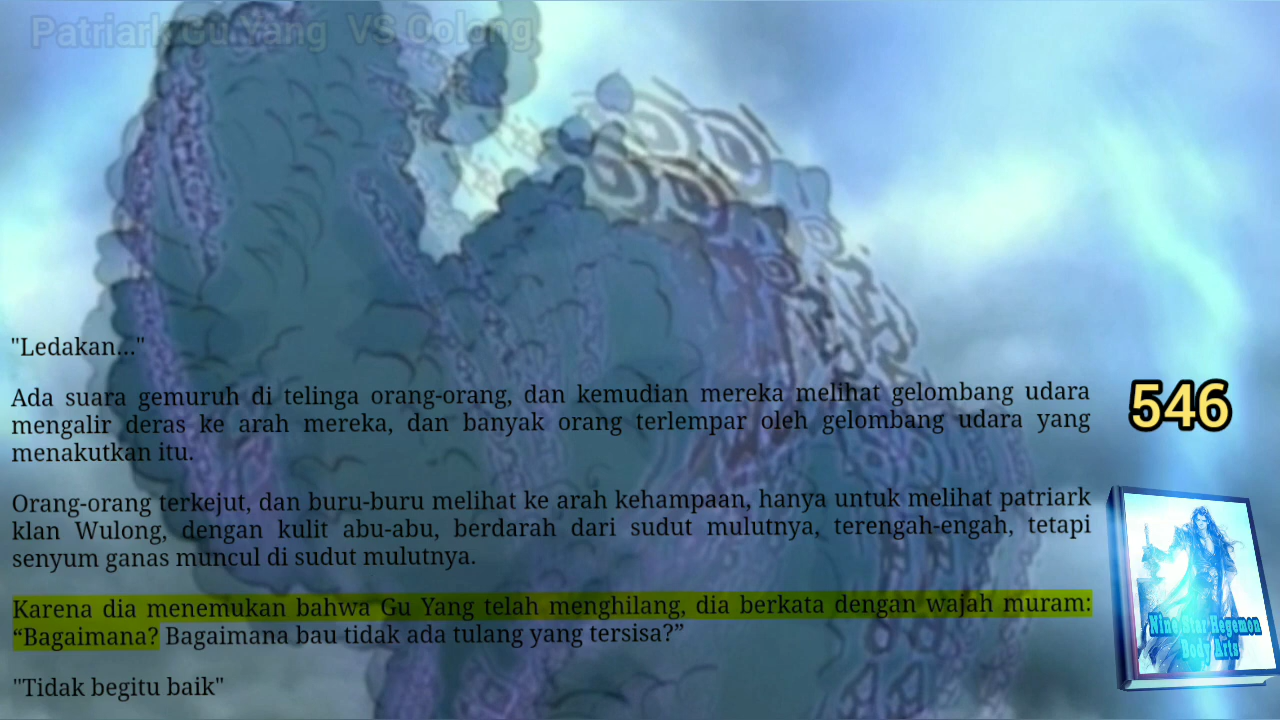 Patriark Gu Yang VS Oolong
"Ledakan..."
Ada suara gemuruh di telinga orang-orang, dan kemudian mereka melihat gelombang udara
mengalir deras ke arah mereka, dan banyak orang terlempar oleh gelombang udara yang
menakutkan itu.
546
Orang-orang terkejut, dan buru-buru melihat ke arah kehampaan, hanya untuk melihat patriark
klan Wulong, dengan kulit abu-abu, berdarah dari sudut mulutnya, terengah-engah, tetapi
senyum ganas muncul di sudut mulutnya.
Karena dia menemukan bahwa Gu Yang telah menghilang, dia berkata dengan wajah muram:
“Bagaimana? Bagaimana bau tidak ada tulang yang tersisa?”
"Tidak begitu baik"
Nine Star Hegemon
Body Arts